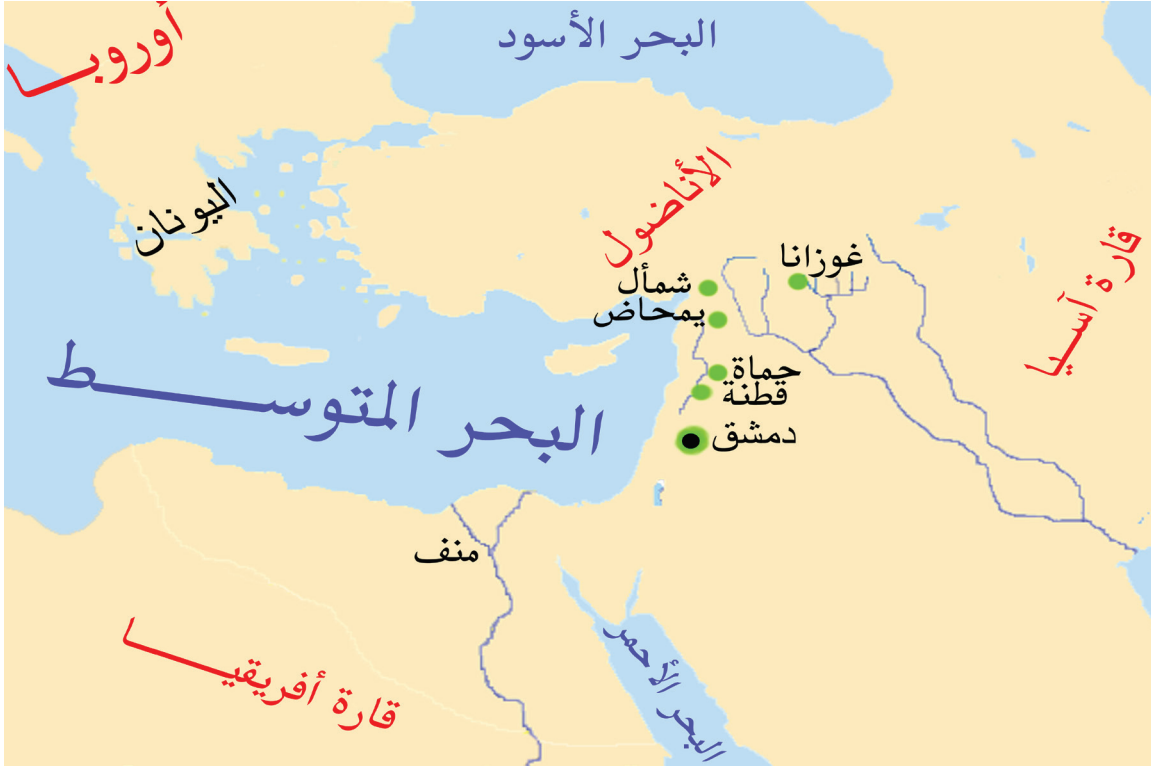 البحر الأسود
أوروبا
الأناضول
اليونان
قارة آسيا
غوزانا
شمأل
يمحاض
حماة
قطنة
دمشق
البحر المتوسط
منف
قارة أفريقيا
البحر الأحمر